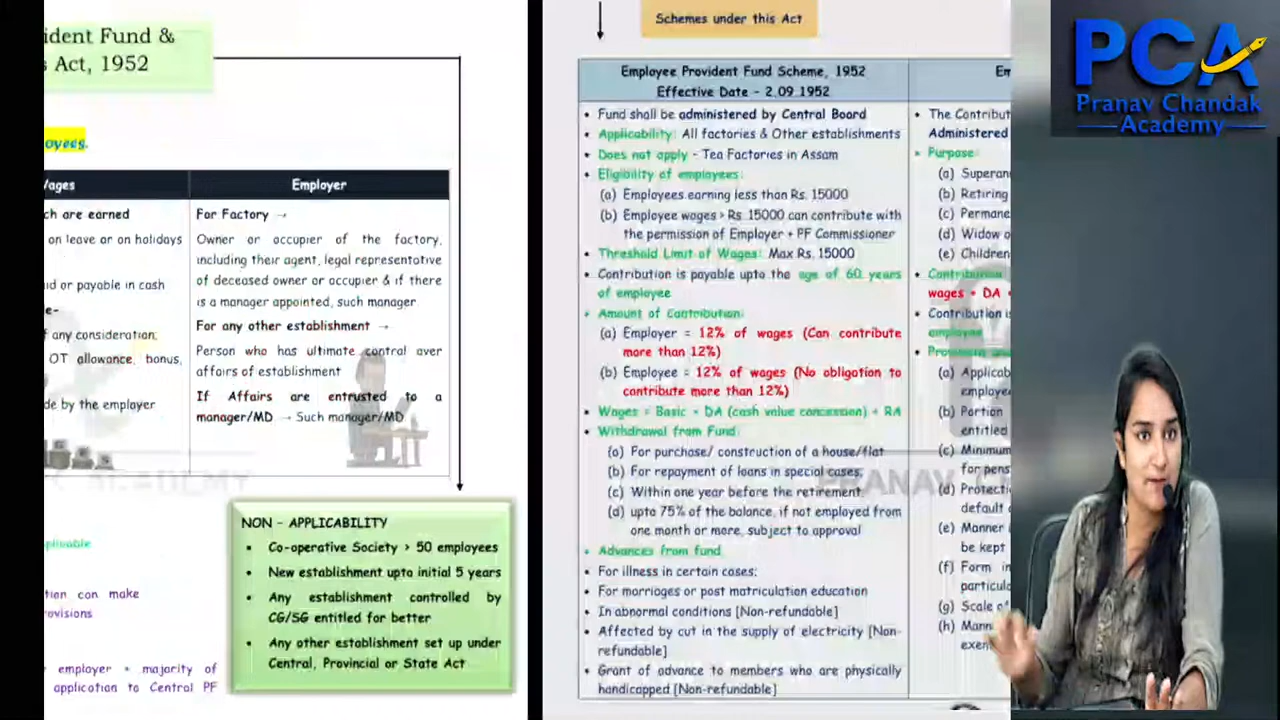 ident Fund &
s Act, 1952
oyees.
Wages
Employer
ch are earned
on leave or on holidays
id or payable in cash
e-
f any consideration;
OT allowance, bonus,
de by the employer
For Factory →
Owner or occupier of the factory,
including their agent, legal representative
of deceased owner or occupier & if there
is a manager appointed, such manager
For any other establishment →
Person who has ultimate control over
affairs of establishment
If Affairs are entrusted to a
manager/MD → Such manager/MD
plicable
tion can make
ovisions
employer + majority of
application to Central PF
NON - APPLICABILITY
• Co-operative Society > 50 employees
• New establishment upto initial 5 years
• Any establishment controlled by
CG/SG entitled for better
• Any other establishment set up under
Central, Provincial or State Act
Schemes under this Act
Employee Provident Fund Scheme, 1952
Effective Date - 2.09.1952
• Fund shall be administered by Central Board
• Applicability: All factories & Other establishments
• Does not apply - Tea Factories in Assam
• Eligibility of employees:
(a) Employees earning less than Rs. 15000
(b) Employee wages > Rs. 15000 can contribute with
the permission of Employer + PF Commissioner
• Threshold Limit of Wages: Max Rs. 15000
• Contribution is payable upto the age of 60 years
of employee
• Amount of Contribution:
(a) Employer = 12% of wages (Can contribute
more than 12%)
(b) Employee = 12% of wages (No obligation to
contribute more than 12%)
• Wages = Basic + DA (cash value concession) + RA
• Withdrawal from Fund:
(a) For purchase/ construction of a house/flat
(b) For repayment of loans in special cases;
(c) Within one year before the retirement
(d) upto 75% of the balance, if not employed from
one month or more, subject to approval
• Advances from fund
• For illness in certain cases;
• For marriages or post matriculation education
• In abnormal conditions [Non-refundable]
• Affected by cut in the supply of electricity [Non-
refundable]
• Grant of advance to members who are physically
handicapped [Non-refundable]
Em
• The Contribut
Administered
• Purpose:
(a) Superan
(b) Retiring
(c) Permane
(d) Widow o
(e) Children
• Contribution
wages + DA +
• Contribution is
employee
(a) Applicab
employe
(b) Portion
entitled
(c) Minimum
for pens
(d) Protecti
default
(e) Manner
be kept
(f) Form in
particula
(g) Scale of
(h) Mann
exem
PCA
Pranav Chandak
Academy